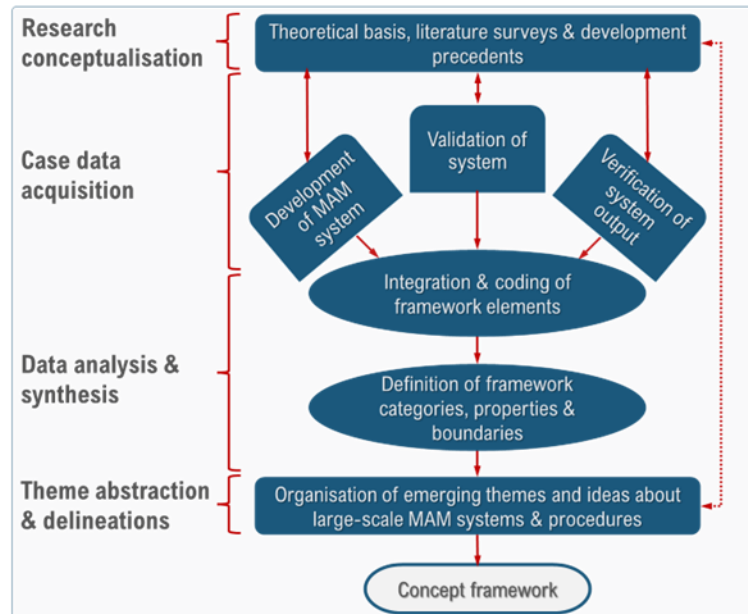 Research
conceptualisation
Theoretical basis, literature surveys & development
precedents
Case data
acquisition
Development
of MAM
system
Validation of
system
Verification of
system
output
Data analysis &
synthesis
Integration & coding of
framework elements
Definition of framework
categories, properties &
boundaries
Theme abstraction
& delineations
Organisation of emerging themes and ideas about
large-scale MAM systems & procedures
Concept framework